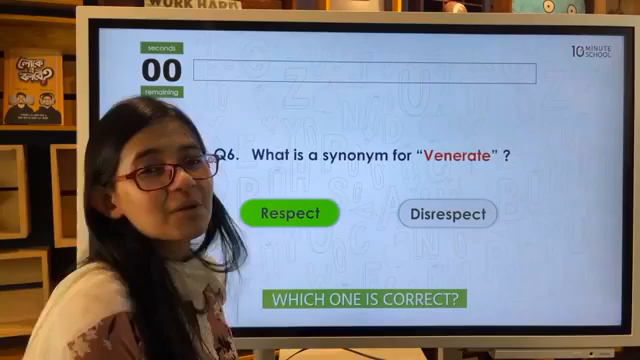 WORK HARD
seconds
00
remaining
10 MINUTE SCHOOL
লোকে
কী
বলবে?
Q6. What is a synonym for “Venerate” ?
Respect
Disrespect
WHICH ONE IS CORRECT?